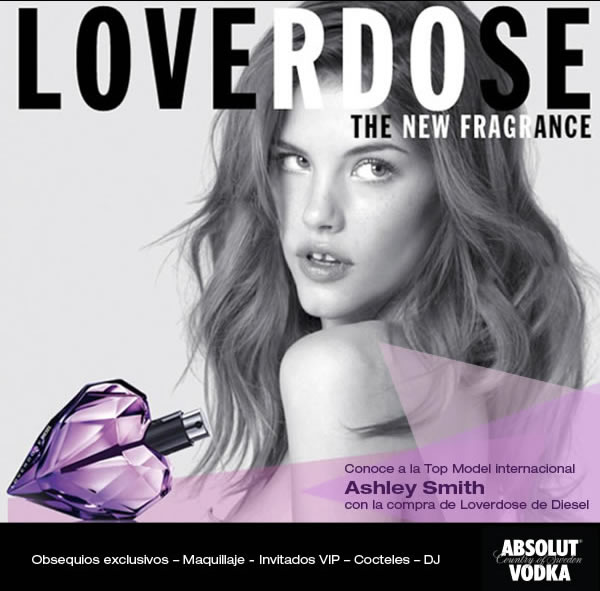 LOVERDOSE
THE NEW FRAGRANCE
Conoce a la Top Model internacional
Ashley Smith
con la compra de Loverdose de Diesel
Obsequios exclusivos – Maquillaje - Invitados VIP – Cocteles – DJ
ABSOLUT
Country of Sweden
VODKA